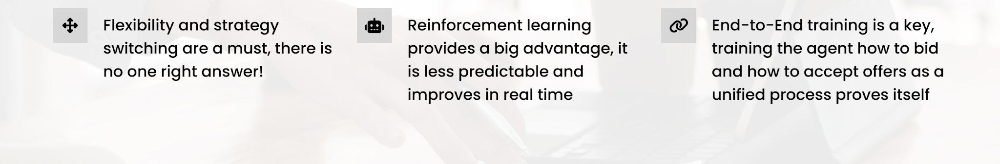 Flexibility and strategy
switching are a must, there is
no one right answer!
Reinforcement learning
provides a big advantage, it
is less predictable and
improves in real time
End-to-End training is a key,
training the agent how to bid
and how to accept offers as a
unified process proves itself